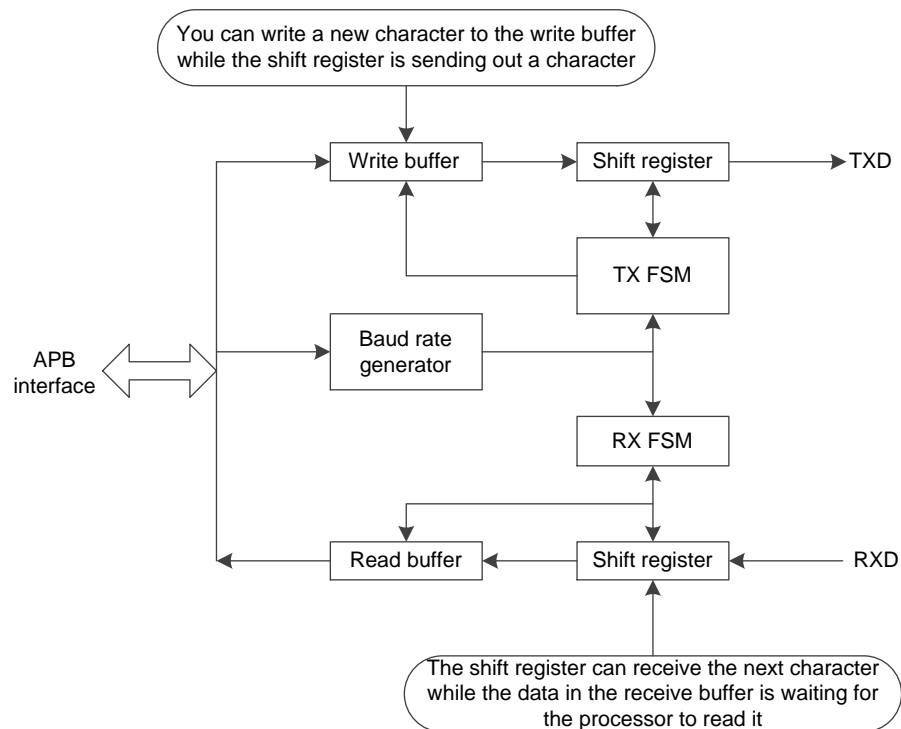 You can write a new character to the write buffer
while the shift register is sending out a character
Write buffer
Shift register
TXD
TX FSM
Baud rate
generator
APB
interface
RX FSM
Read buffer
Shift register
RXD
The shift register can receive the next character
while the data in the receive buffer is waiting for
the processor to read it